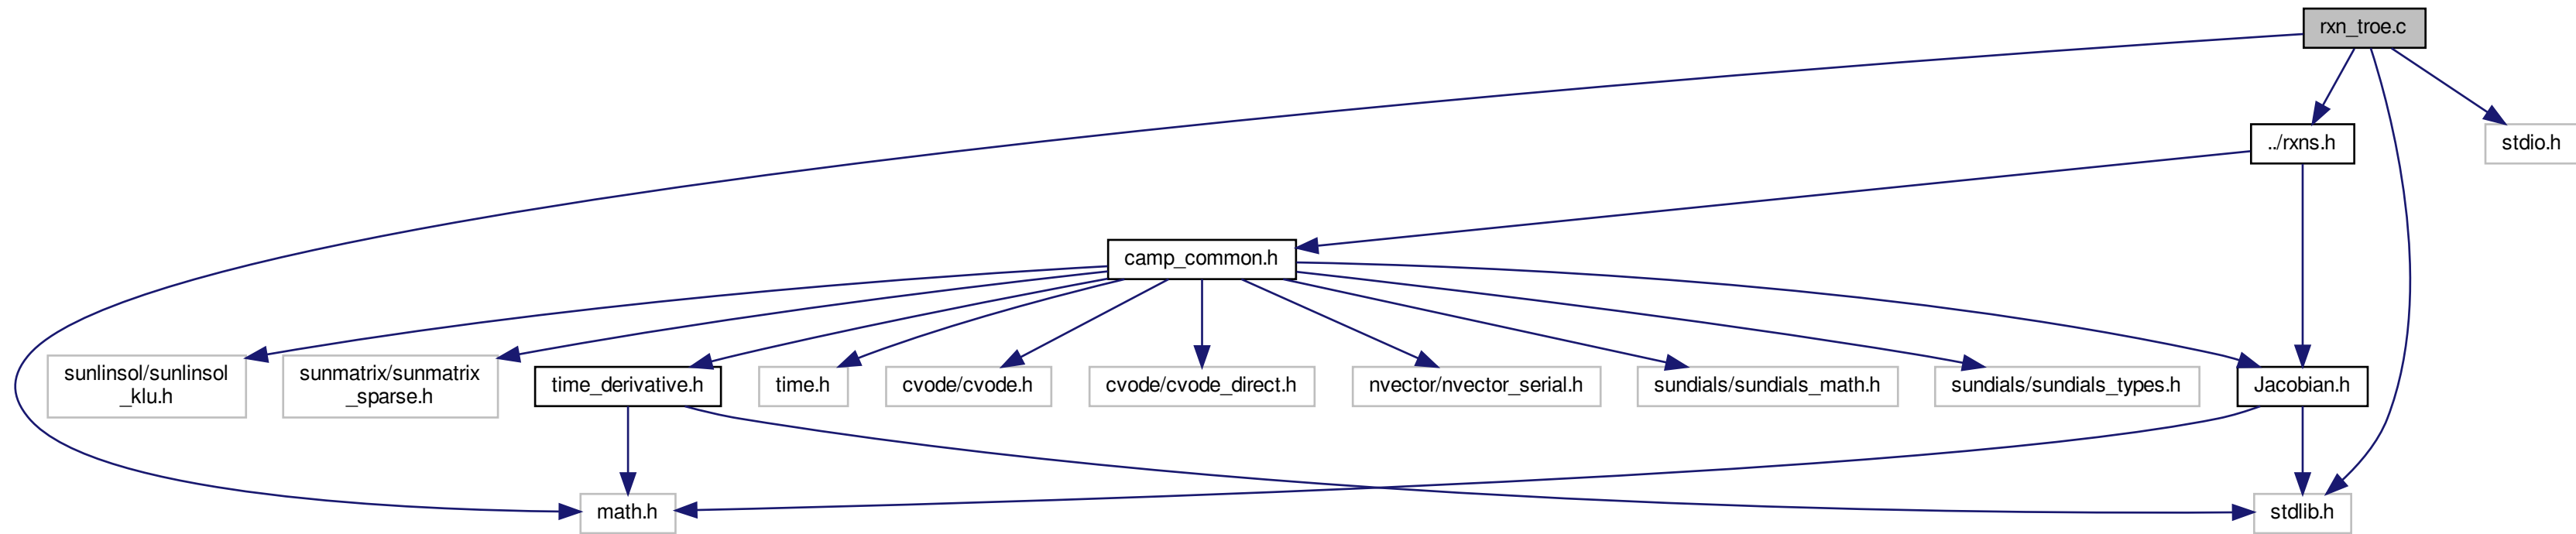 rxn_troe.c
../rxns.h
stdio.h
camp_common.h
sunlinsol/sunlinsol
_klu.h
sunmatrix/sunmatrix
_sparse.h
time_derivative.h
time.h
cvode/cvode.h
cvode/cvode_direct.h
nvector/nvector_serial.h
sundials/sundials_math.h
sundials/sundials_types.h
Jacobian.h
math.h
stdlib.h